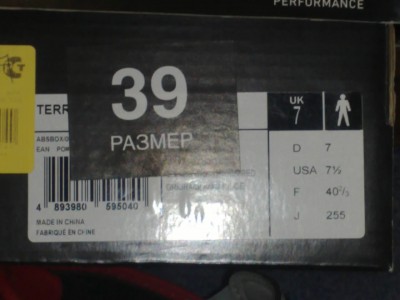 PERFORMANCE
TERR
39
РАЗМЕР
UK
7
D 7
USA 7½
F 40⅔
J 255
4 893980 595040
MADE IN CHINA
FABRIQUÉ EN CHINE